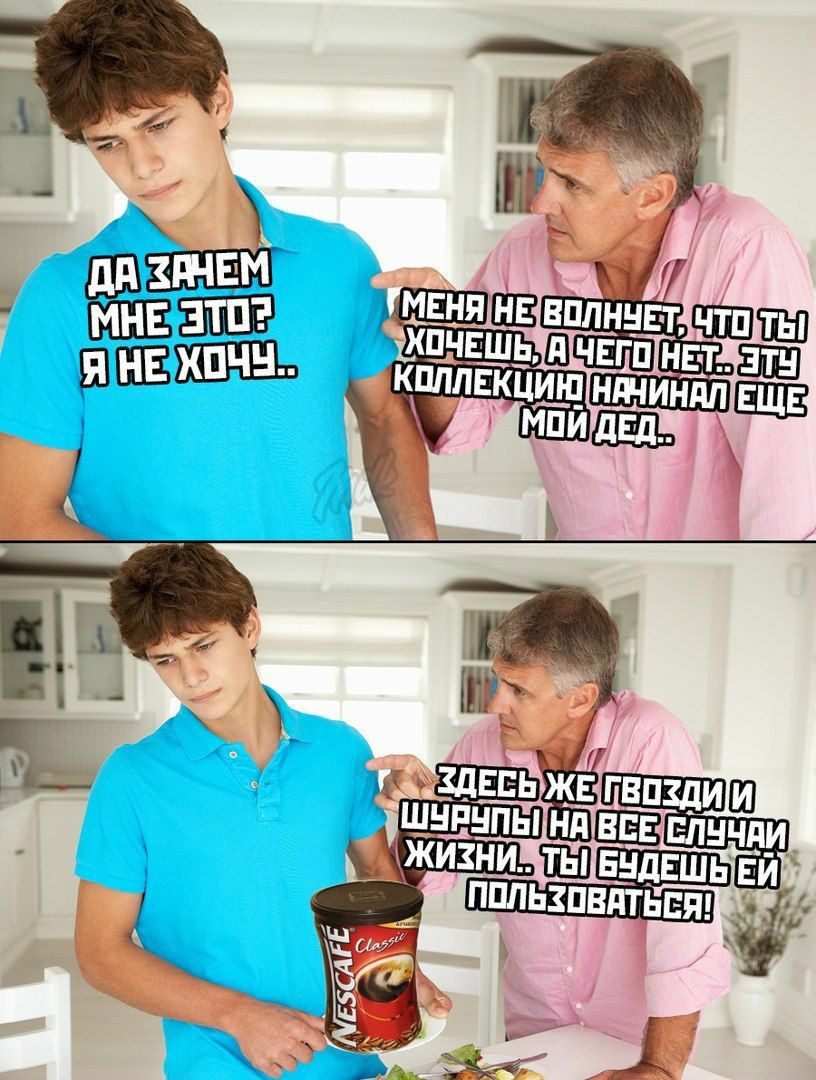 ДА ЗАЧЕМ
МНЕ ЭТО?
Я НЕ ХОЧУ..
МЕНЯ НЕ ВОЛНУЕТ, ЧТО ТЫ
ХОЧЕШЬ, А ЧЕГО НЕТ.. ЭТУ
КОЛЛЕКЦИЮ НАЧИНАЛ ЕЩЕ
МОЙ ДЕД..
ЗДЕСЬ ЖЕ ГВОЗДИ И
ШУРУПЫ НА ВСЕ СЛУЧАИ
ЖИЗНИ.. ТЫ БУДЕШЬ ЕЙ
ПОЛЬЗОВАТЬСЯ!
NESCAFÉ
Classic